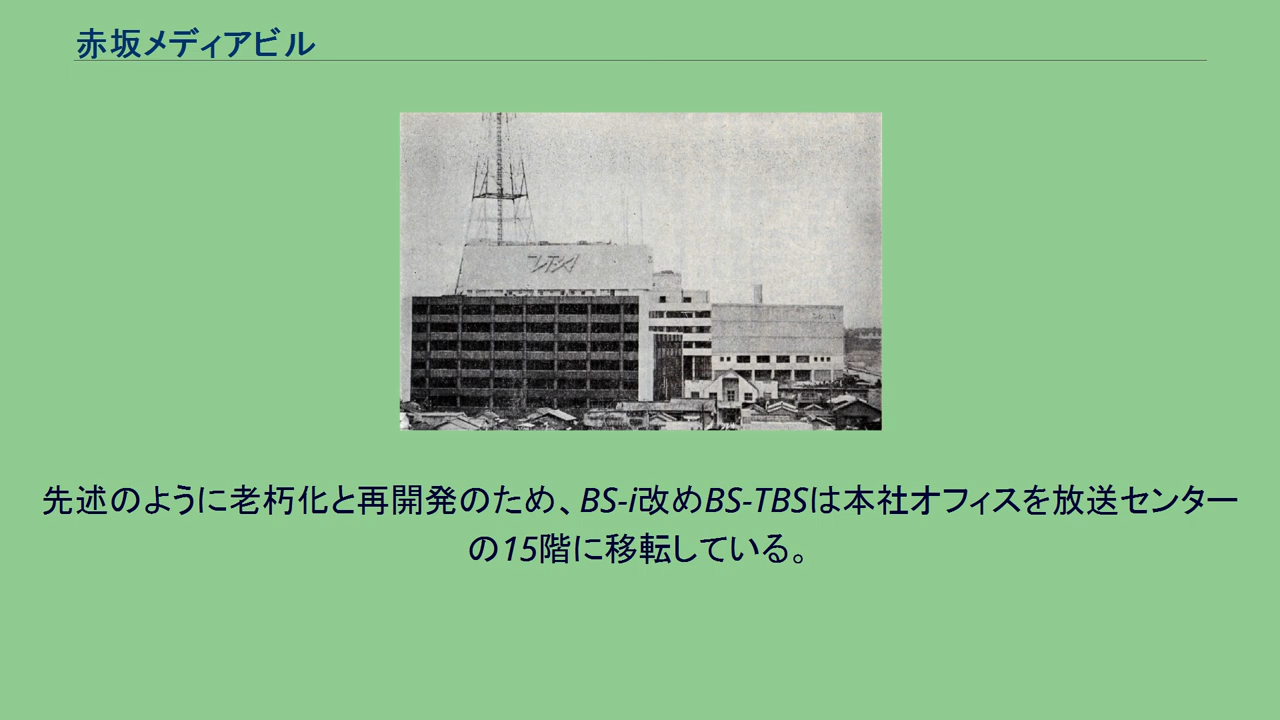 赤坂メディアビル
先述のように老朽化と再開発のため、BS-i改めBS-TBSは本社オフィスを放送センター
の15階に移転している。